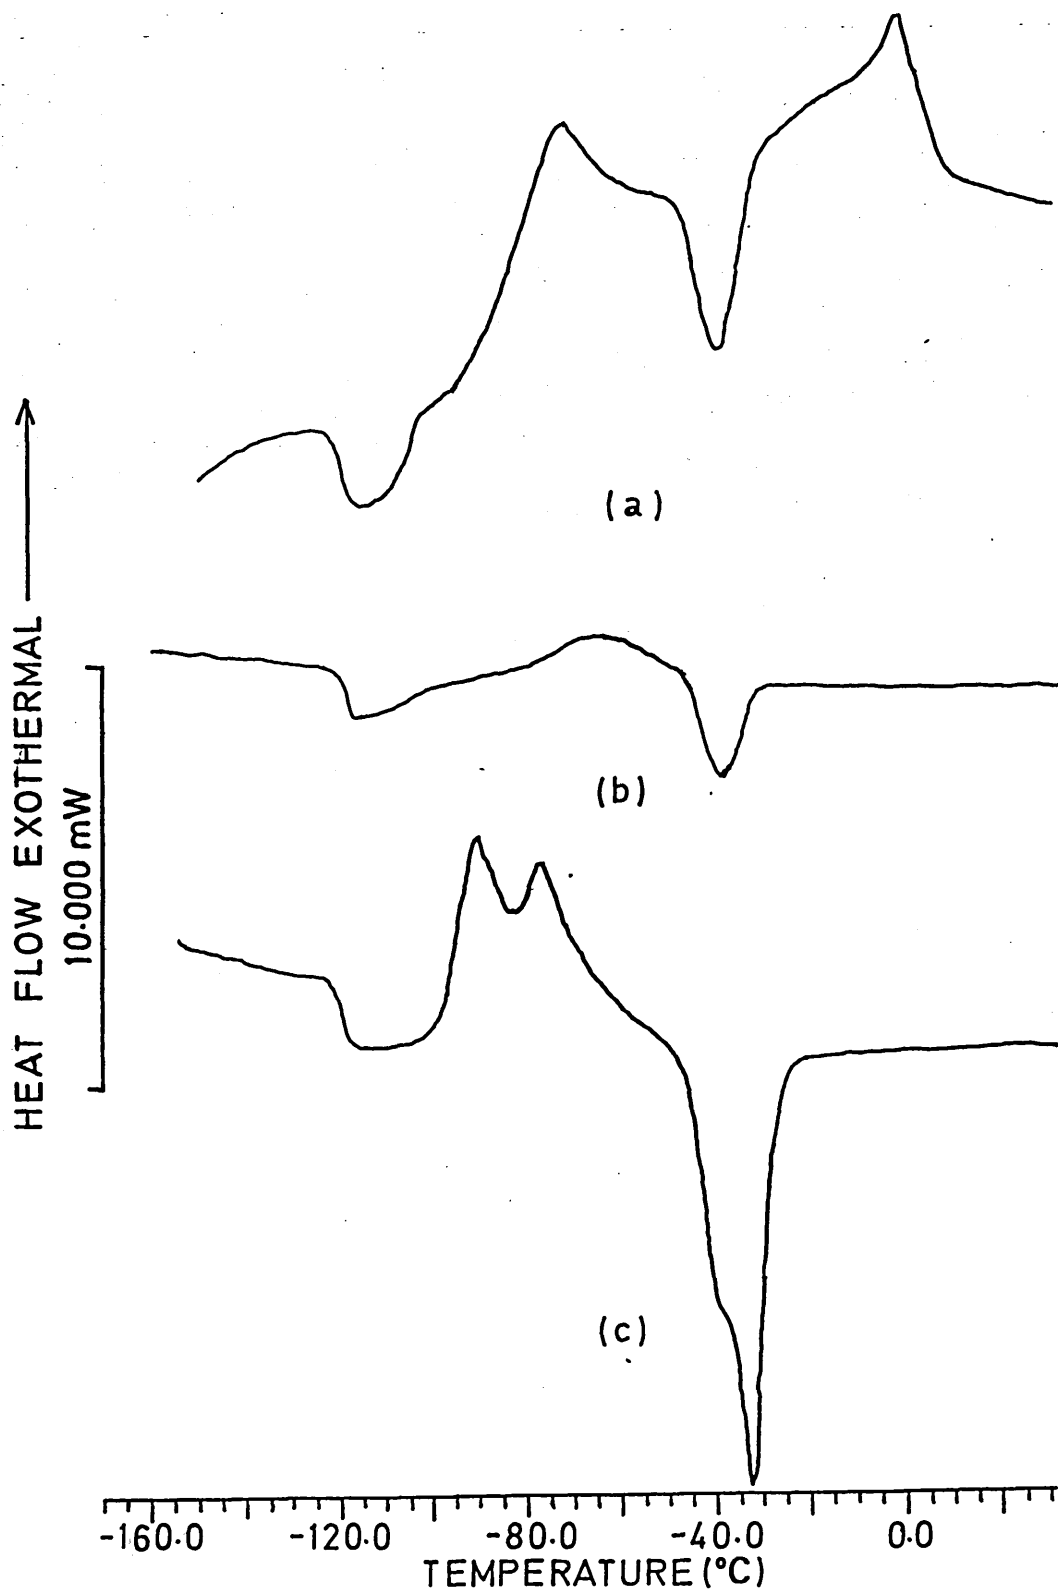 (a)
(b)
(c)
HEAT FLOW EXOTHERMAL
10.000 mW
-160.0 -120.0 -80.0 -40.0 0.0
TEMPERATURE (°C)